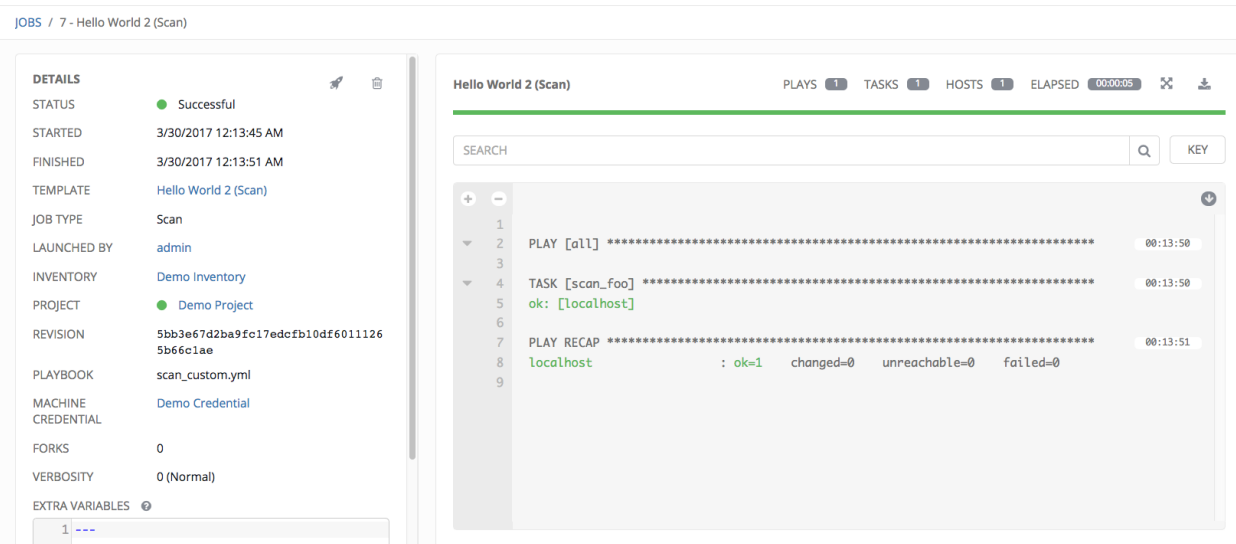 JOBS / 7 - Hello World 2 (Scan)
DETAILS
STATUS Successful
STARTED 3/30/2017 12:13:45 AM
FINISHED 3/30/2017 12:13:51 AM
TEMPLATE Hello World 2 (Scan)
JOB TYPE Scan
LAUNCHED BY admin
INVENTORY Demo Inventory
PROJECT Demo Project
REVISION 5bb3e67d2ba9fc17edcfb10df6011126
5b66c1ae
PLAYBOOK scan_custom.yml
MACHINE Demo Credential
CREDENTIAL
FORKS 0
VERBOSITY 0 (Normal)
EXTRA VARIABLES ?
1 ---
Hello World 2 (Scan) PLAYS 1 TASKS 1 HOSTS 1 ELAPSED 00:00:05
SEARCH KEY
+ −
1
2 PLAY [all] ********************************************************************* 00:13:50
3
4 TASK [scan_foo] **************************************************************** 00:13:50
5 ok: [localhost]
6
7 PLAY RECAP ********************************************************************* 00:13:51
8 localhost : ok=1 changed=0 unreachable=0 failed=0
9